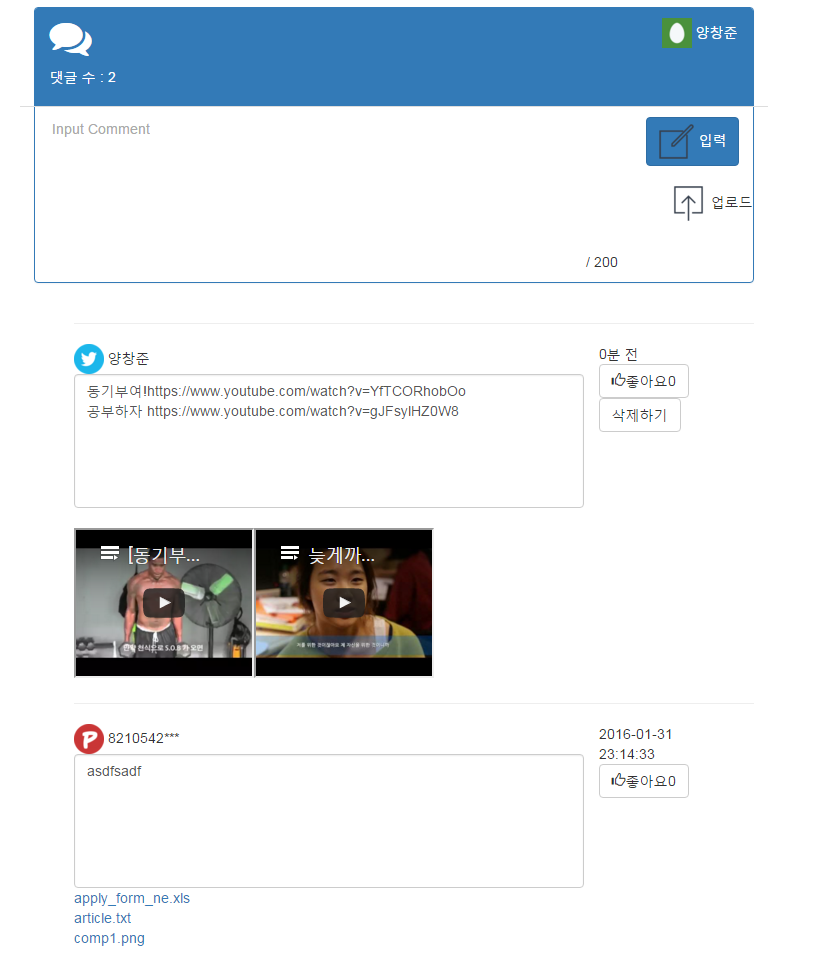 양창준
댓글 수 : 2
Input Comment
입력
업로드
/ 200
양창준
0분 전
동기부여!https://www.youtube.com/watch?v=YfTCORhobOo
공부하자 https://www.youtube.com/watch?v=gJFsyIHZ0W8
좋아요0
삭제하기
[동기부...
늦게까...
8210542***
2016-01-31
23:14:33
asdfsadf
좋아요0
apply_form_ne.xls
article.txt
comp1.png